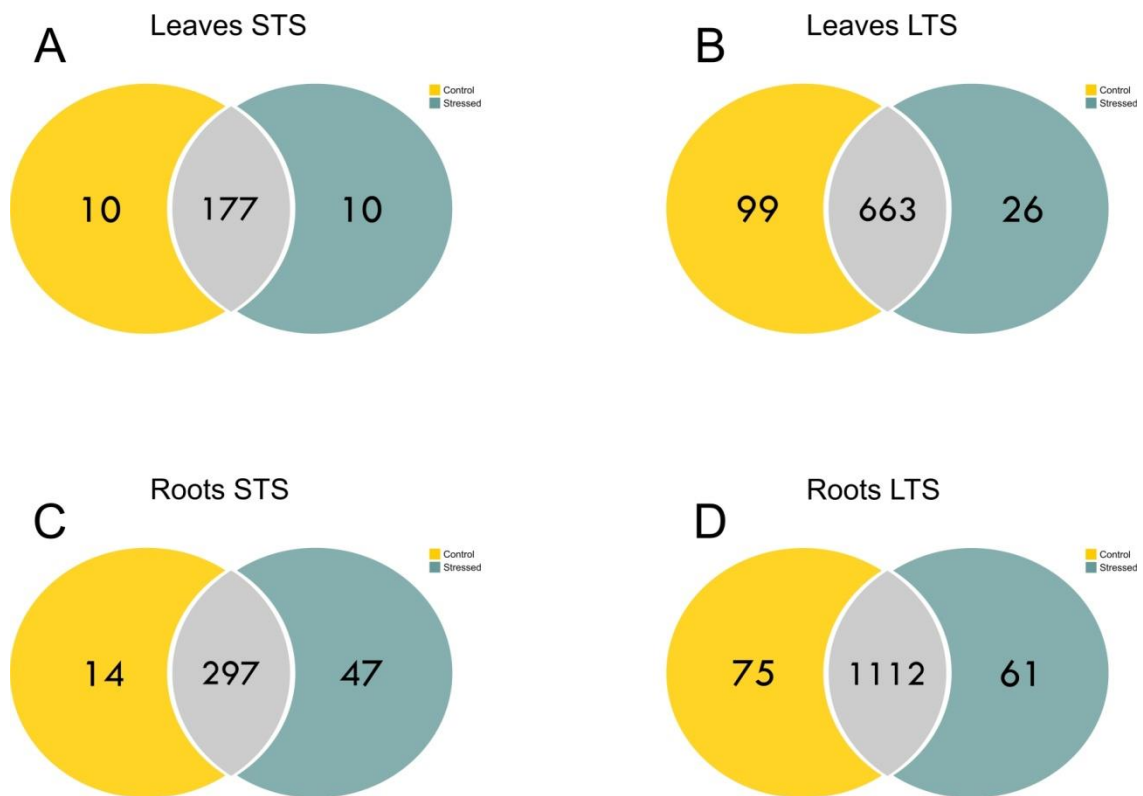 A
Leaves STS
Control
Stressed
10
177
10
B
Leaves LTS
Control
Stressed
99
663
26
C
Roots STS
Control
Stressed
14
297
47
D
Roots LTS
Control
Stressed
75
1112
61